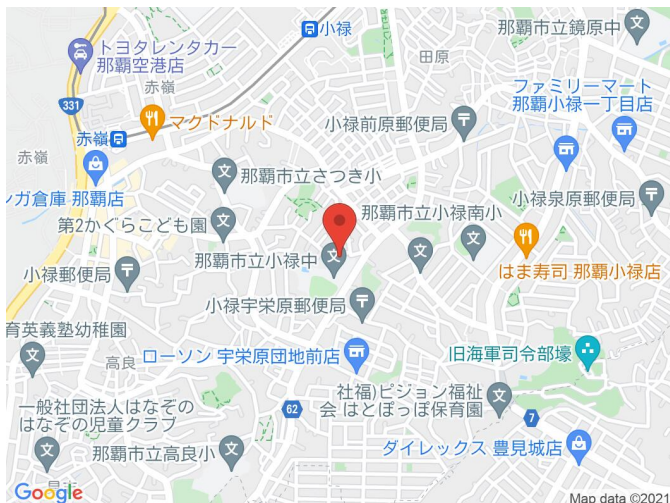 小禄
那覇市立鏡原中
トヨタレンタカー
那覇空港店
田原
赤嶺
331
ファミリーマート
那覇小禄一丁目店
マクドナルド
小禄前原郵便局
赤嶺
赤嶺
那覇市立さつき小
ンガ倉庫 那覇店
小禄泉原郵便局
第2かぐらこども園
那覇市立小禄南小
那覇市立小禄中
はま寿司 那覇小禄店
小禄郵便局
小禄宇栄原郵便局
育英義塾幼稚園
高良
ローソン 宇栄原団地前店
旧海軍司令部壕
社福)ピジョン福祉
会 はとぽっぽ保育園
一般社団法人はなぞの
はなぞの児童クラブ
62
7
ダイレックス 豊見城店
那覇市立高良小
Google
Map data ©2021